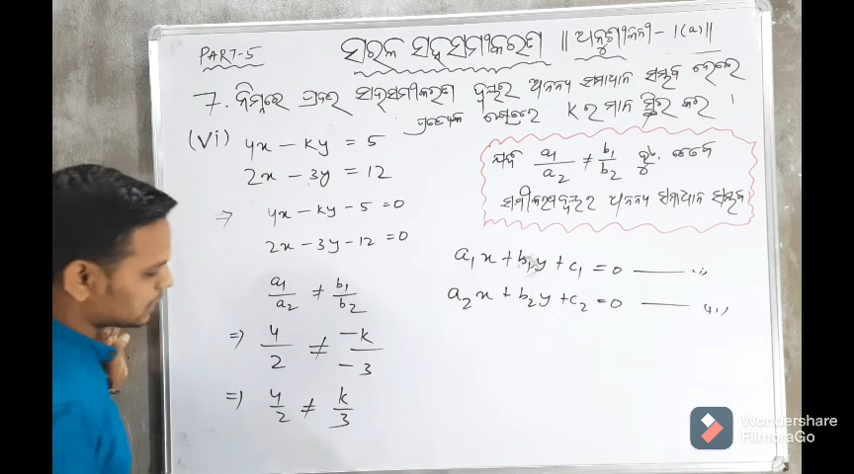 PART-5
ସରଳ ସହସମୀକରଣ || ଅନୁଶୀଳନୀ - 1(a)||
7. ନିମ୍ନରେ ପ୍ରଦତ୍ତ ସହସମୀକରଣ ଦ୍ୱୟର ଅନନ୍ୟ ସମାଧାନ ସମ୍ଭବ ହେଲେ
ପ୍ରତ୍ୟେକ କ୍ଷେତ୍ରରେ K ର ମାନ ସ୍ଥିର କର ।
(vi) 4x - ky = 5
2x - 3y = 12
⇒ 4x - ky - 5 = 0
2x - 3y - 12 = 0
a1/a2 ≠ b1/b2
⇒ 4/2 ≠ -k/-3
⇒ 4/2 ≠ k/3
ଯଦି a1/a2 ≠ b1/b2 ତେବେ
ସମୀକରଣଦ୍ୱୟର ଅନନ୍ୟ ସମାଧାନ ସମ୍ଭବ
a1x + b1y + c1 = 0
a2x + b2y + c2 = 0
Wondershare
FilmoraGo